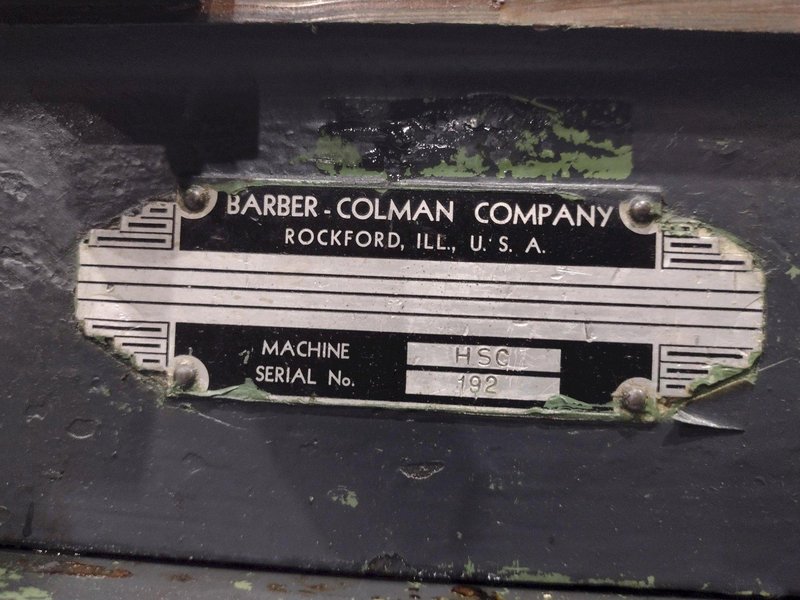 BARBER-COLMAN COMPANY
ROCKFORD, ILL., U. S. A.
MACHINE HSC
SERIAL No. 192